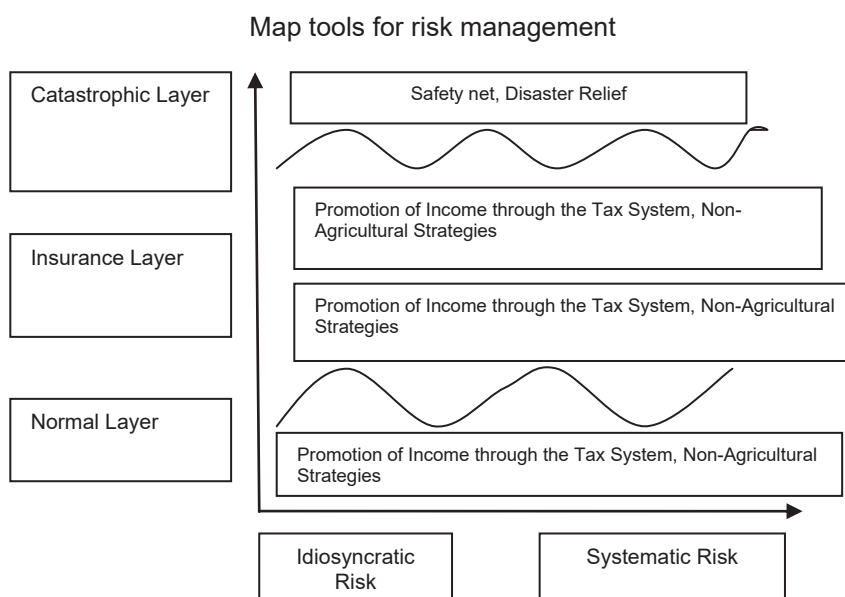 Map tools for risk management
Catastrophic Layer
Safety net, Disaster Relief
Promotion of Income through the Tax System, Non-
Agricultural Strategies
Insurance Layer
Promotion of Income through the Tax System, Non-Agricultural
Strategies
Normal Layer
Promotion of Income through the Tax System, Non-Agricultural
Strategies
Idiosyncratic
Risk
Systematic Risk